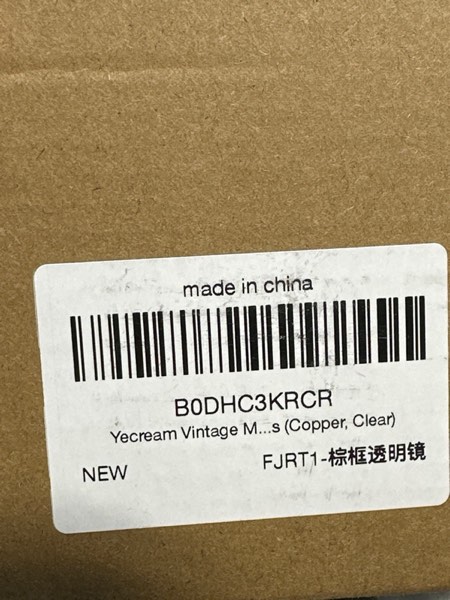 made in china
B0DHC3KRCR
Yecream Vintage M...s (Copper, Clear)
NEW FJRT1-棕框透明镜